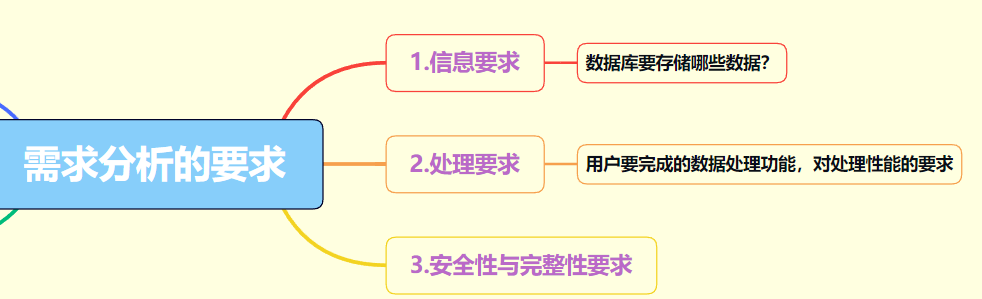 需求分析的要求
1.信息要求
数据库要存储哪些数据？
2.处理要求
用户要完成的数据处理功能，对处理性能的要求
3.安全性与完整性要求